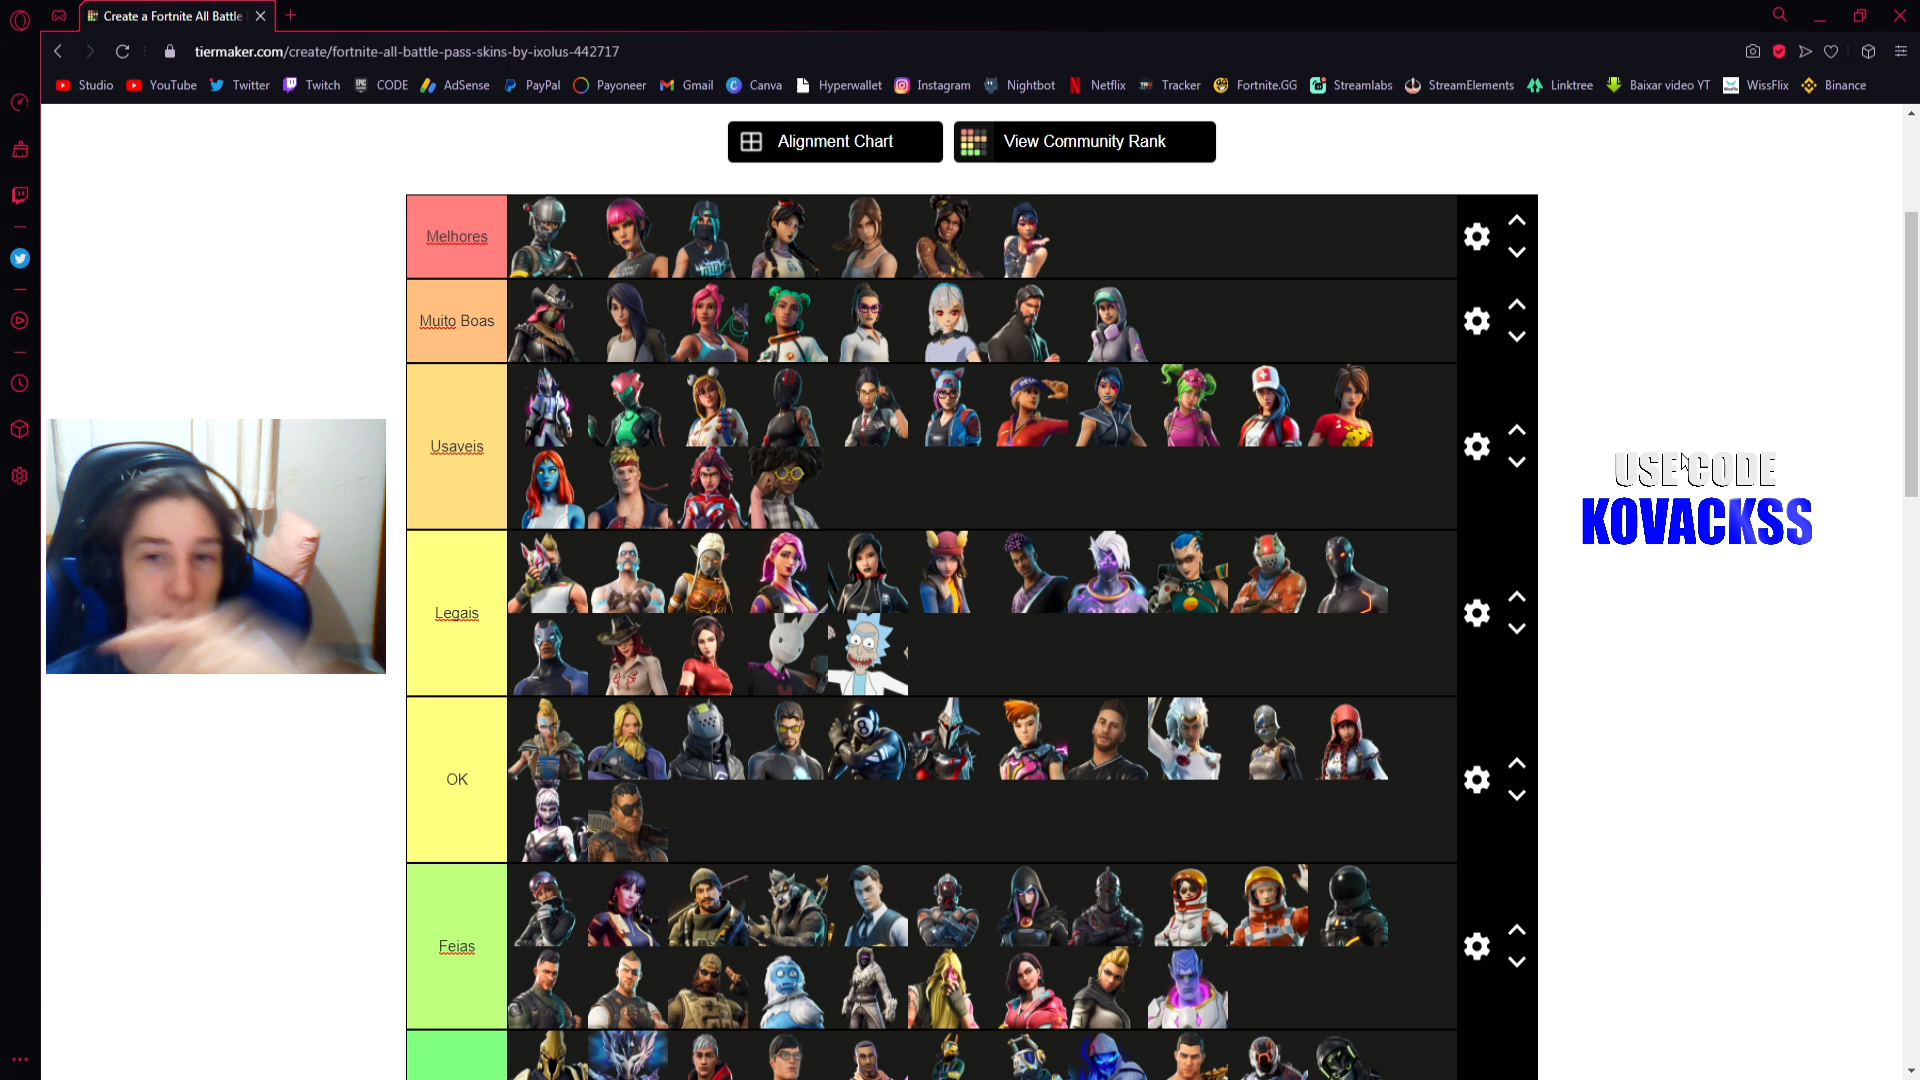 Create a Fortnite All Battle
tiermaker.com/create/fortnite-all-battle-pass-skins-by-ixolus-442717
Studio YouTube Twitter Twitch CODE AdSense PayPal Payoneer Gmail Canva Hyperwallet Instagram Nightbot Netflix Tracker Fortnite.GG Streamlabs StreamElements Linktree Baixar video YT WissFlix Binance
Alignment Chart View Community Rank
Melhores
Muito Boas
Usaveis
Legais
OK
Feias
USE CODE
KOVACKSS